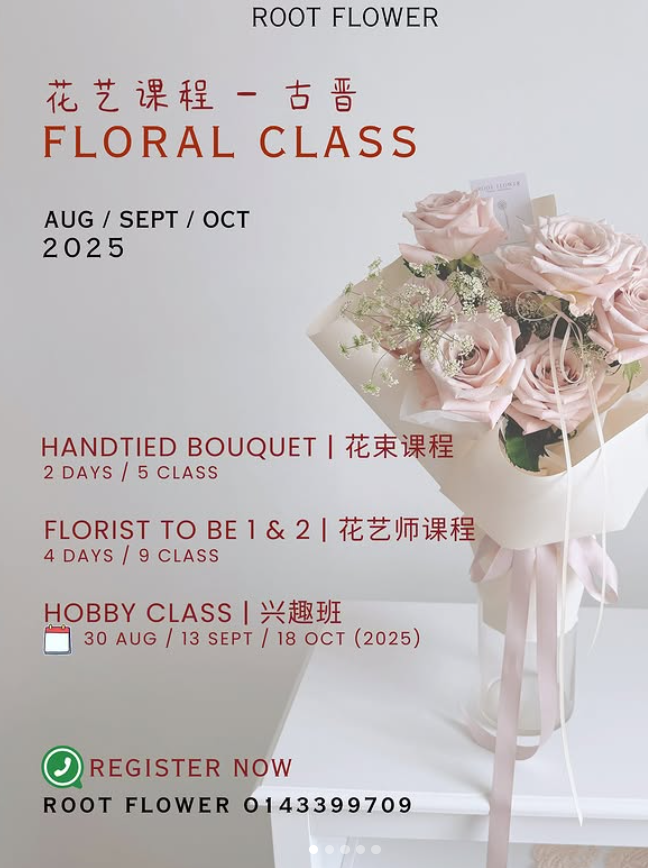 ROOT FLOWER
花艺课程 - 古晋
FLORAL CLASS
AUG / SEPT / OCT
2025
ROOT FLOWER
HANDTIED BOUQUET | 花束课程
2 DAYS / 5 CLASS
FLORIST TO BE 1 & 2 | 花艺师课程
4 DAYS / 9 CLASS
HOBBY CLASS | 兴趣班
30 AUG / 13 SEPT / 18 OCT (2025)
REGISTER NOW
ROOT FLOWER 0143399709